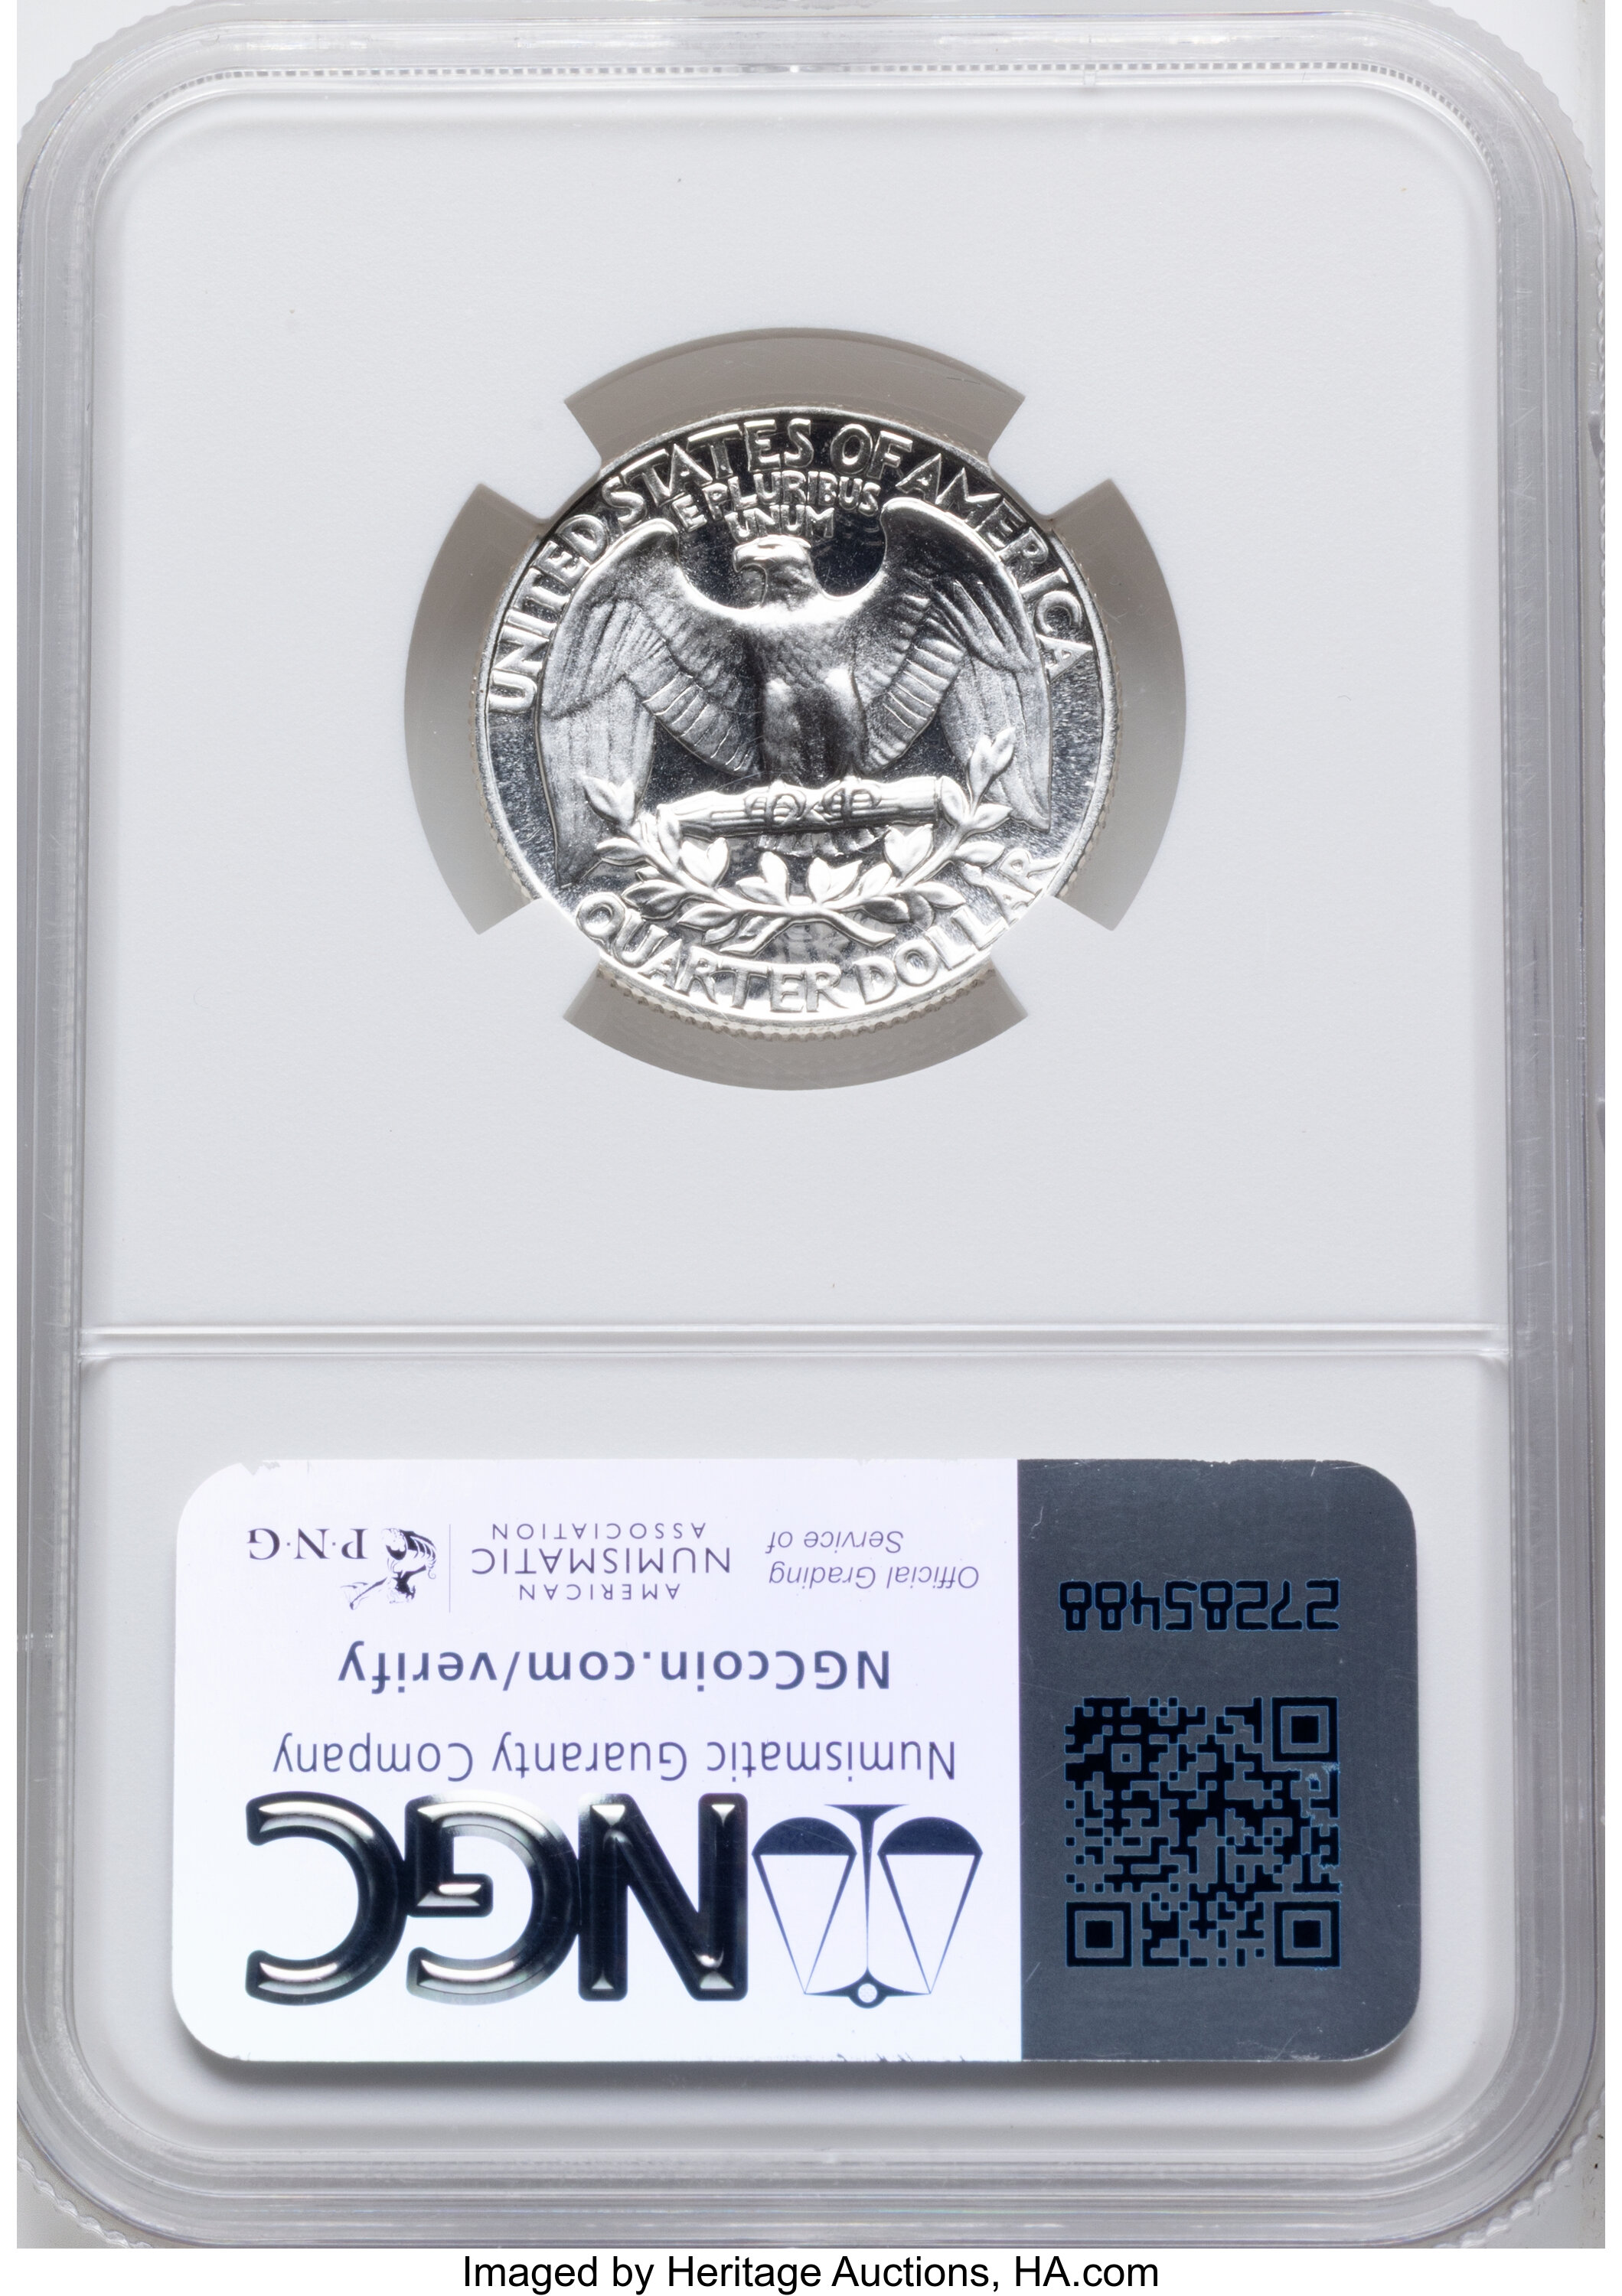 UNITED STATES OF AMERICA
E PLURIBUS
UNUM
QUARTER DOLLAR
NGC
Numismatic Guaranty Company
NGCcoin.com/verify
Official Grading
Service of
AMERICAN
NUMISMATIC
ASSOCIATION
P·N·G
27285488
Imaged by Heritage Auctions, HA.com